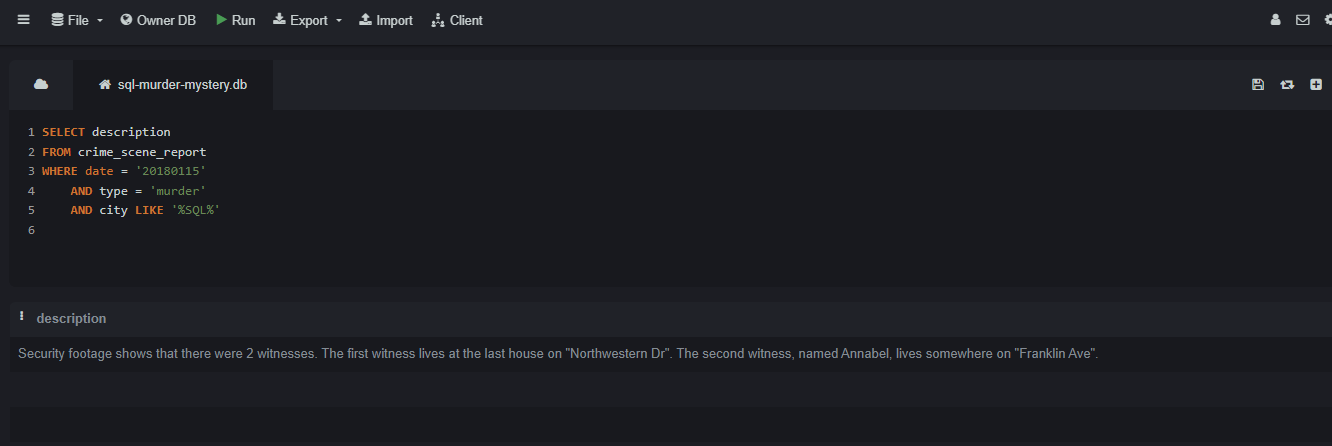 File Owner DB Run Export Import Client
sql-murder-mystery.db
1 SELECT description
2 FROM crime_scene_report
3 WHERE date = '20180115'
4     AND type = 'murder'
5     AND city LIKE '%SQL%'
6
description
Security footage shows that there were 2 witnesses. The first witness lives at the last house on "Northwestern Dr". The second witness, named Annabel, lives somewhere on "Franklin Ave".